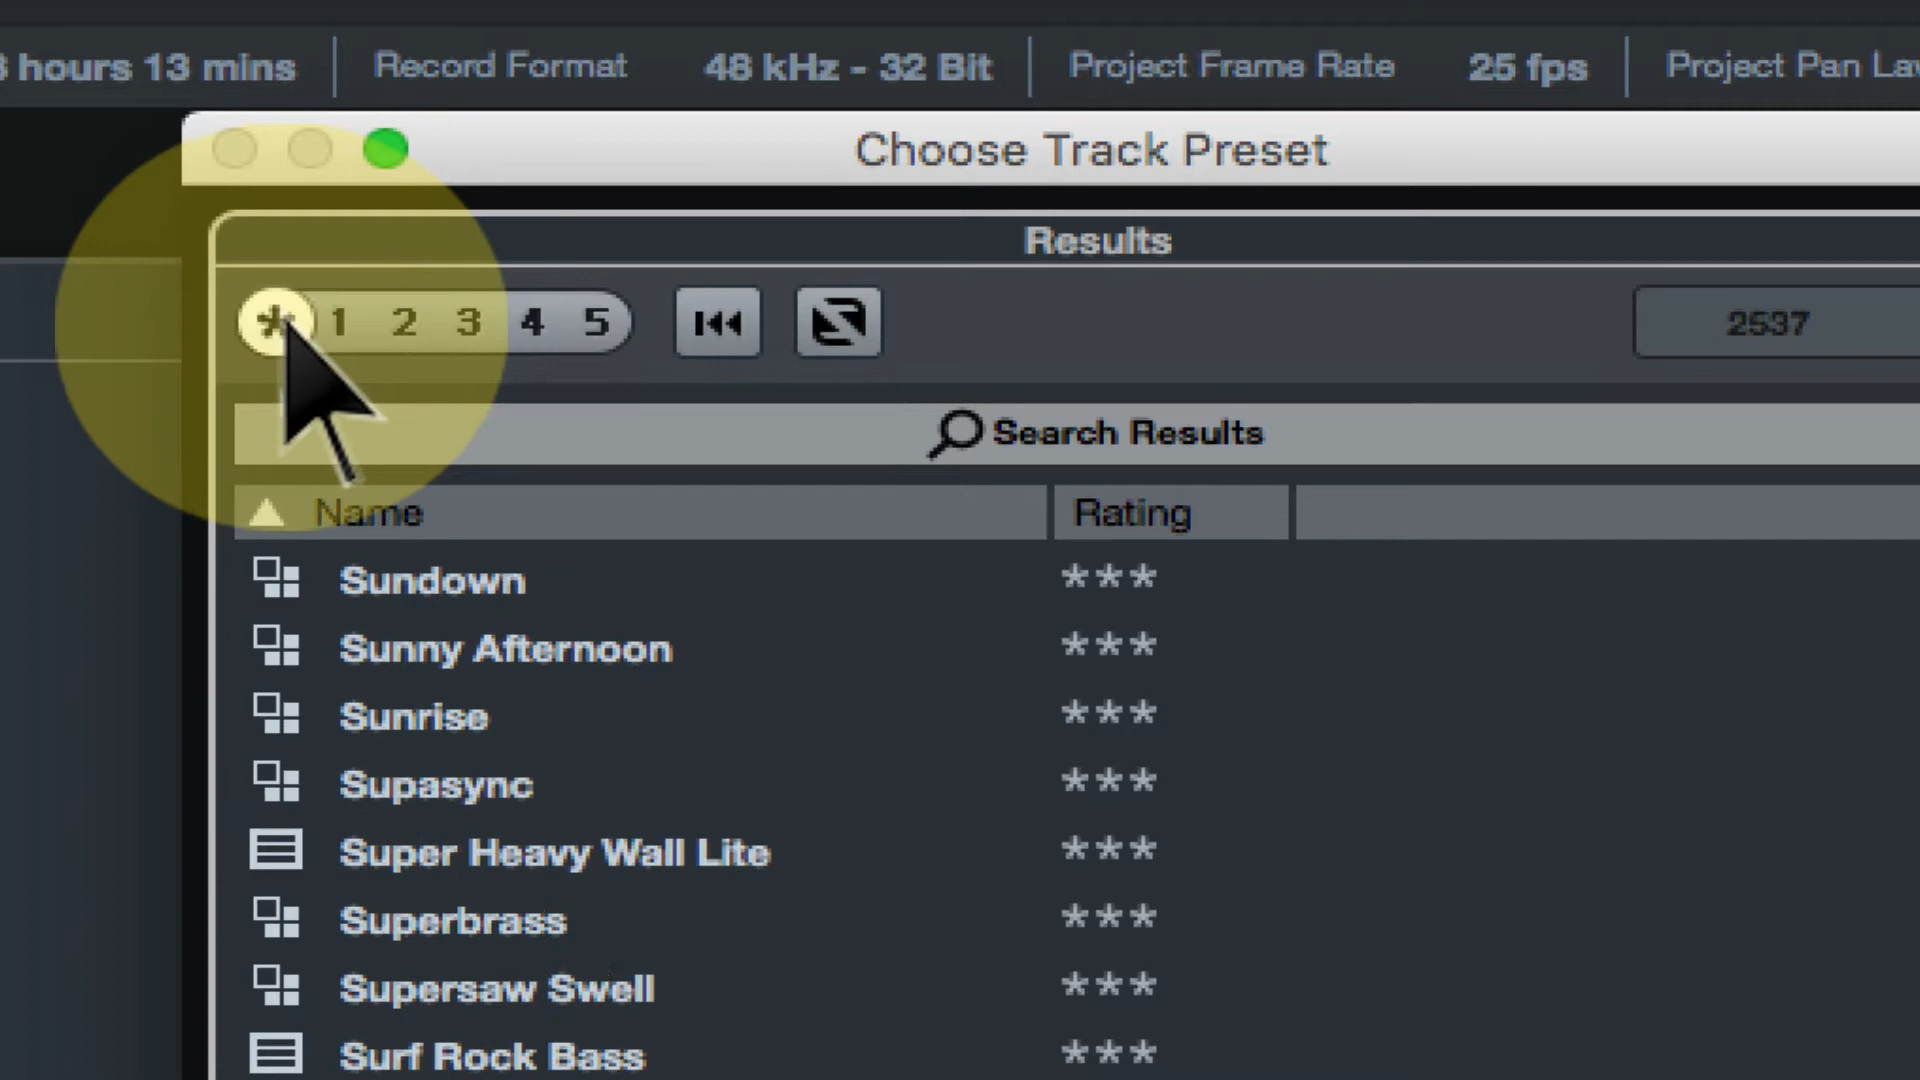 hours 13 mins Record Format 48 kHz - 32 Bit Project Frame Rate 25 fps Project Pan
Choose Track Preset
Results
* 1 2 3 4 5 2537
Search Results
Name Rating
Sundown ***
Sunny Afternoon ***
Sunrise ***
Supasync ***
Super Heavy Wall Lite ***
Superbrass ***
Supersaw Swell ***
Surf Rock Bass ***